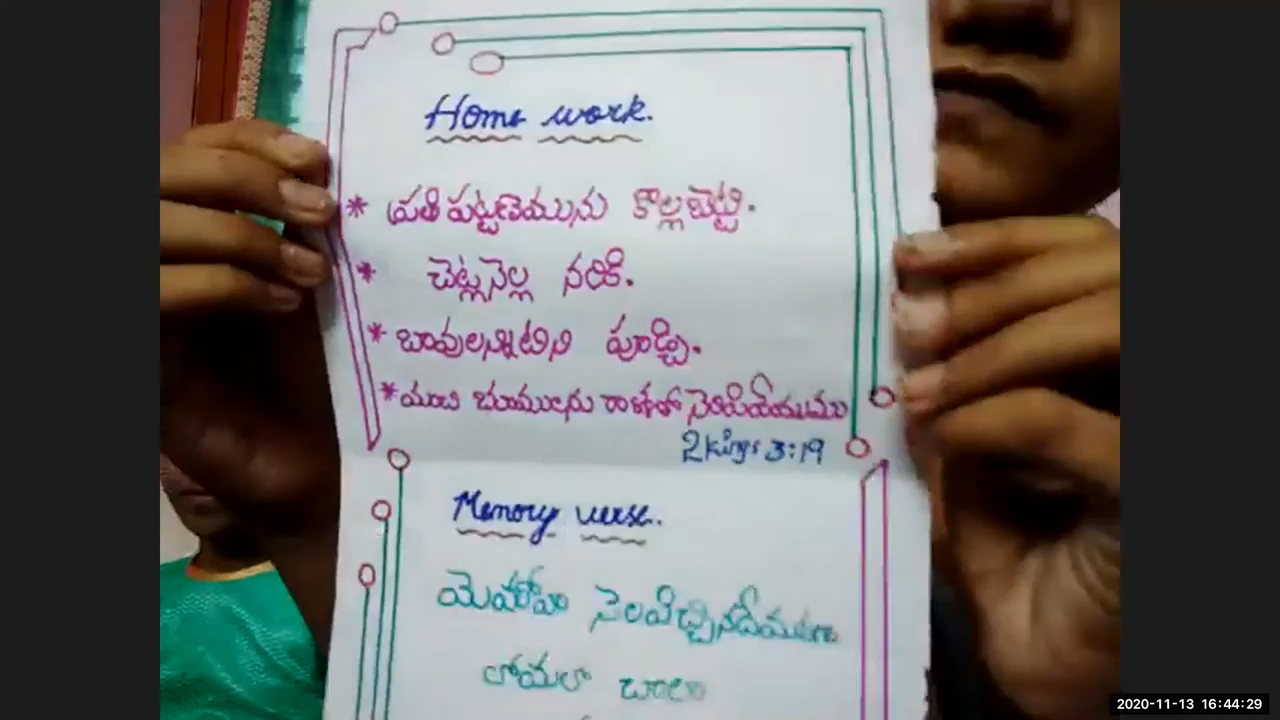 Home work.
* ప్రతి పట్టణమును కొల్లబెట్టి.
* చెట్లనెల్ల నరికి.
* బావులన్నిటిని పూడ్చి.
*మంచి భూములను రాళ్లతో నెరిపివేయుదురు
2 Kings 3:19
Memory verse.
యెహోవా సెలవిచ్చినదేమనగా
లోయలో చాలా
2020-11-13 16:44:29